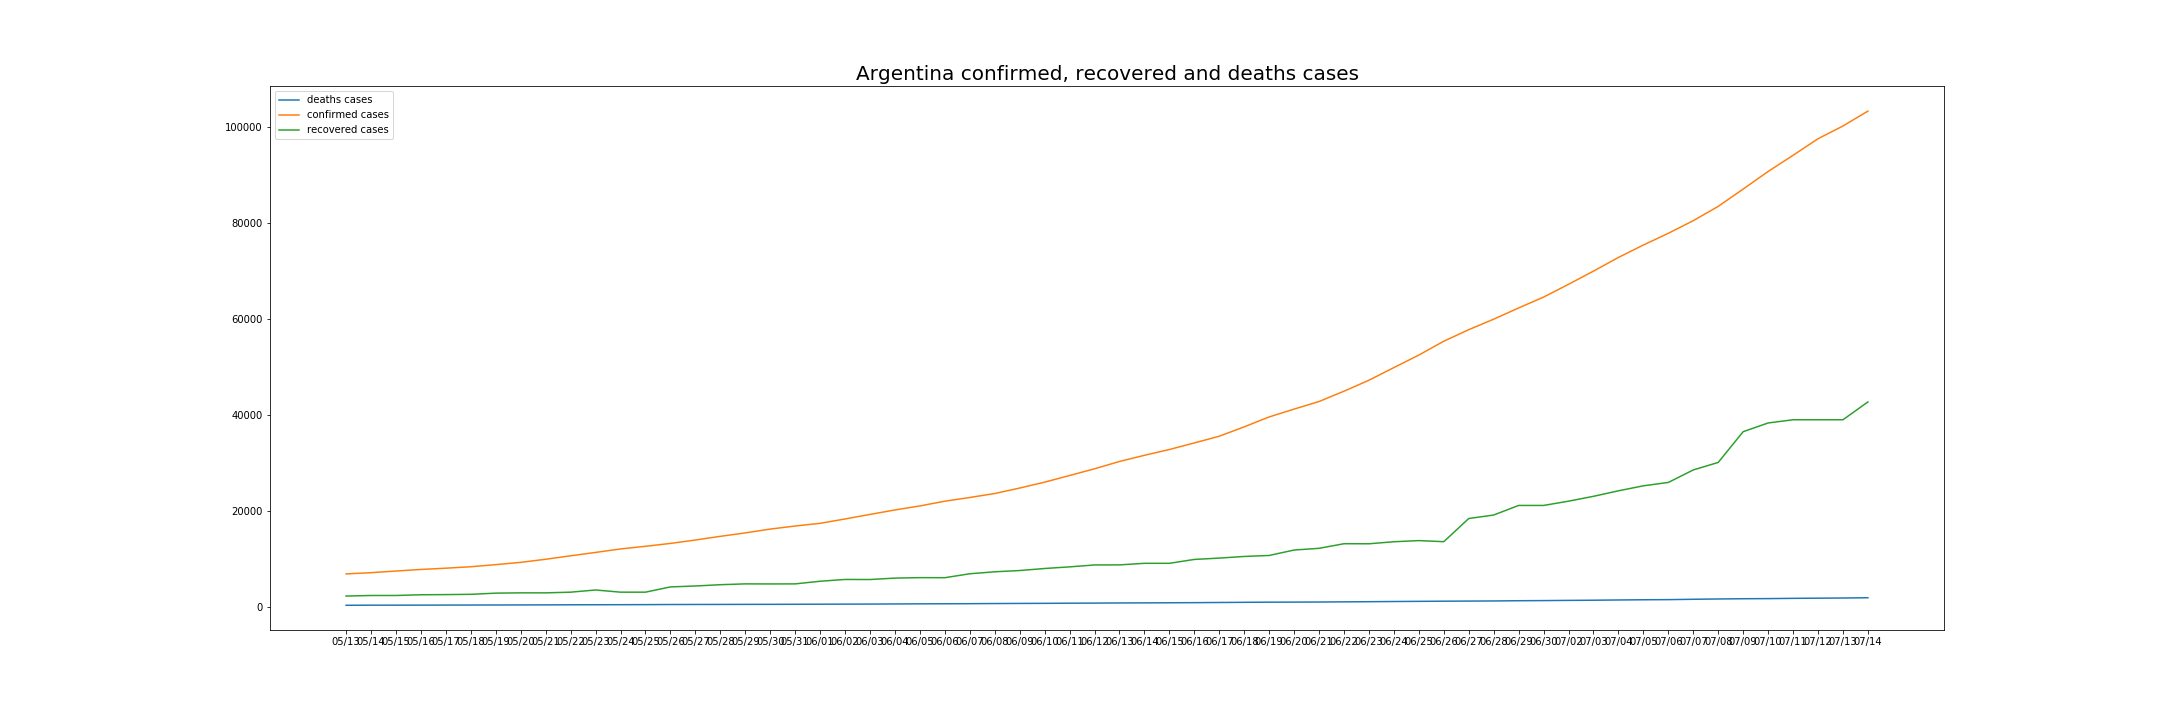 Argentina confirmed, recovered and deaths cases
deaths cases
confirmed cases
recovered cases
100000
80000
60000
40000
20000
0
05/13 05/14 05/15 05/16 05/17 05/18 05/19 05/20 05/21 05/22 05/23 05/24 05/25 05/26 05/27 05/28 05/29 05/30 05/31 06/01 06/02 06/03 06/04 06/05 06/06 06/07 06/08 06/09 06/10 06/11 06/12 06/13 06/14 06/15 06/16 06/17 06/18 06/19 06/20 06/21 06/22 06/23 06/24 06/25 06/26 06/27 06/28 06/29 06/30 07/02 07/03 07/04 07/05 07/06 07/07 07/08 07/09 07/10 07/11 07/12 07/13 07/14